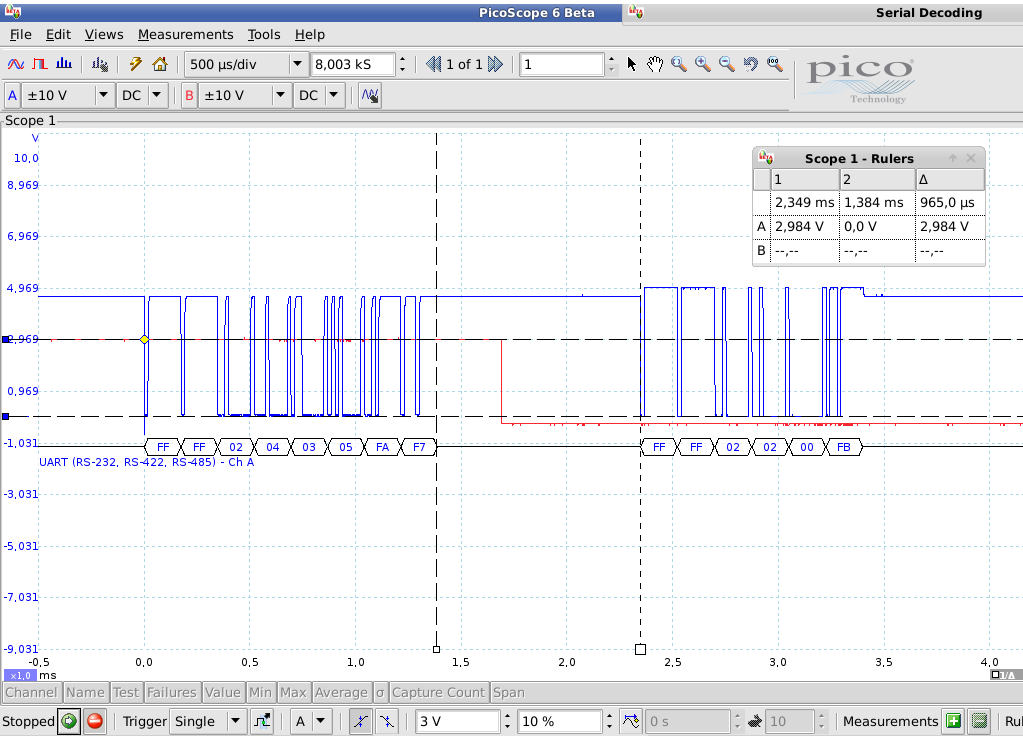 PicoScope 6 Beta
Serial Decoding
File Edit Views Measurements Tools Help
500 µs/div 8,003 kS 1 of 1 1
A ±10 V DC B ±10 V DC
pico
Technology
Scope 1
V
10,0
8,969
6,969
4,969
2,969
0,969
-1,031
-3,031
-5,031
-7,031
-9,031
Scope 1 - Rulers
1 2 Δ
2,349 ms 1,384 ms 965,0 µs
A 2,984 V 0,0 V 2,984 V
B --,-- --,-- --,--
FF FF 02 04 03 05 FA F7 FF FF 02 02 00 FB
UART (RS-232, RS-422, RS-485) - Ch A
-0,5 0,0 0,5 1,0 1,5 2,0 2,5 3,0 3,5 4,0
x1,0 ms 1/Δ
Channel Name Test Failures Value Min Max Average σ Capture Count Span
Stopped Trigger Single A 3 V 10 % 0 s 10 Measurements Rul